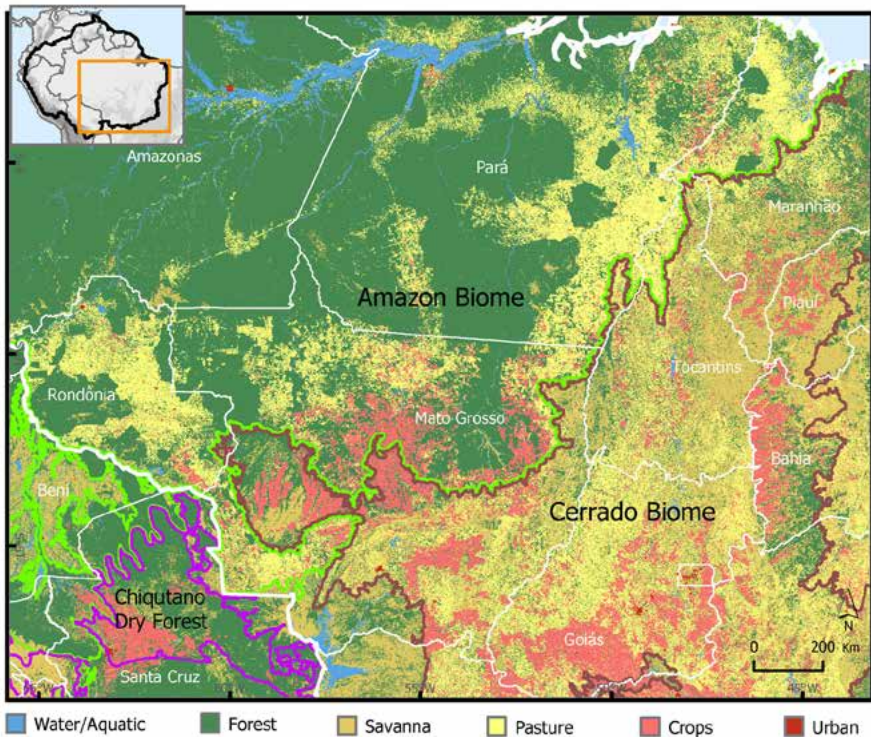 Amazonas
Pará
Maranhão
Amazon Biome
Piauí
Tocantins
Rondônia
Mato Grosso
Bahia
Beni
Cerrado Biome
Chiqutano
Dry Forest
Goiás
N
0 200 Km
Santa Cruz
Water/Aquatic Forest Savanna Pasture Crops Urban